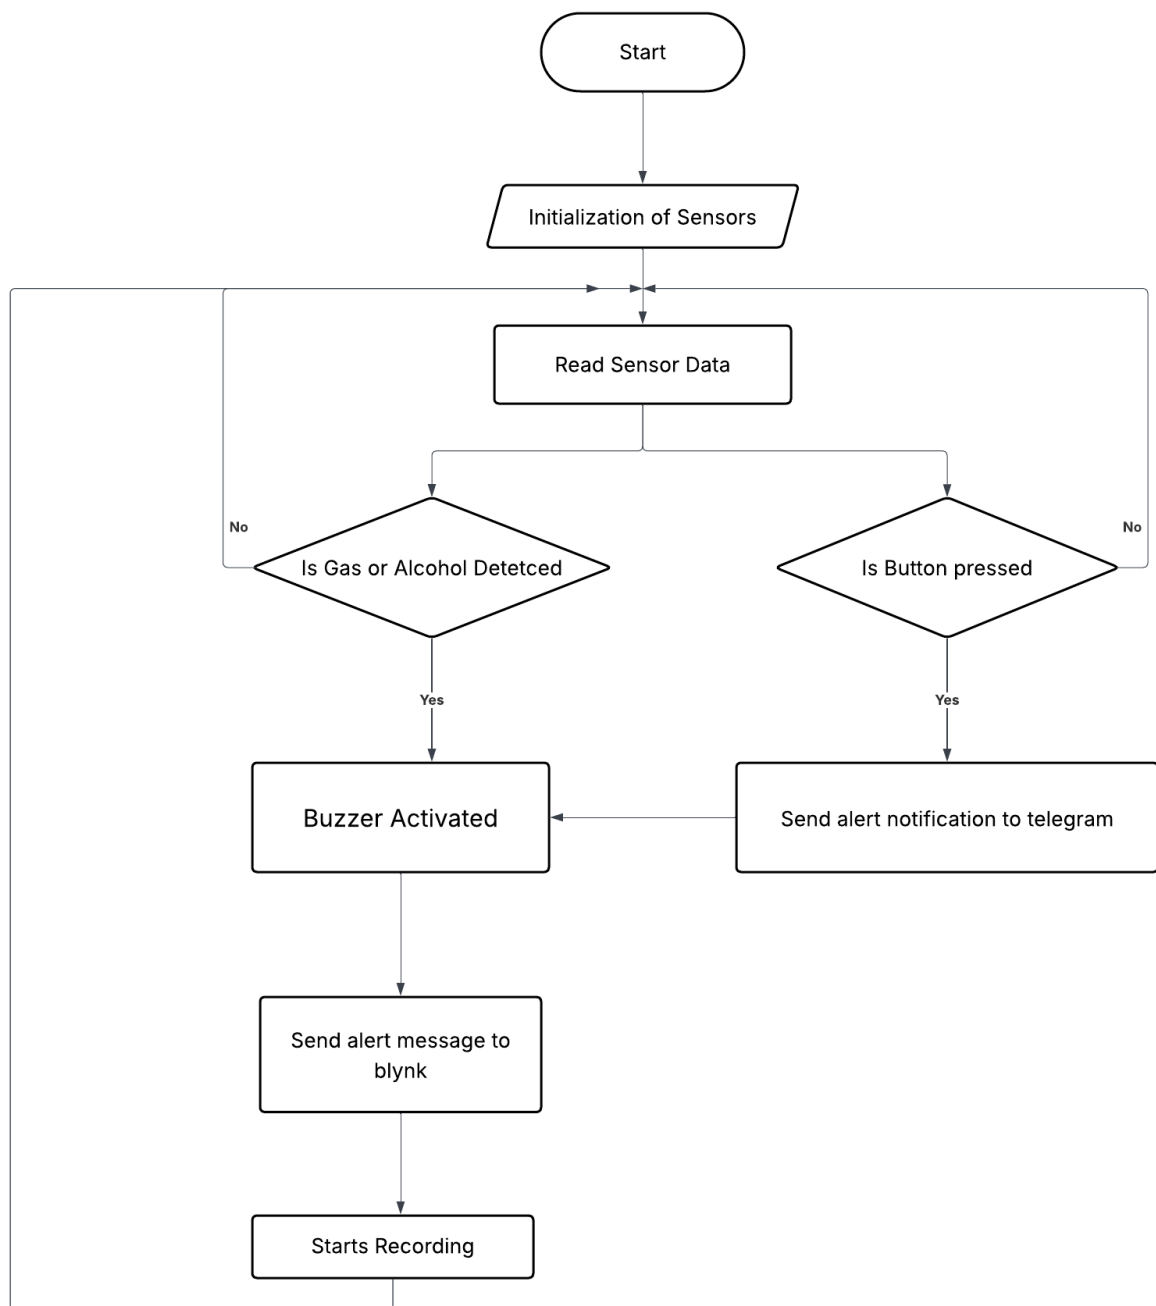 Start
Initialization of Sensors
Read Sensor Data
No
No
Is Gas or Alcohol Detetced
Is Button pressed
Yes
Yes
Buzzer Activated
Send alert notification to telegram
Send alert message to
blynk
Starts Recording